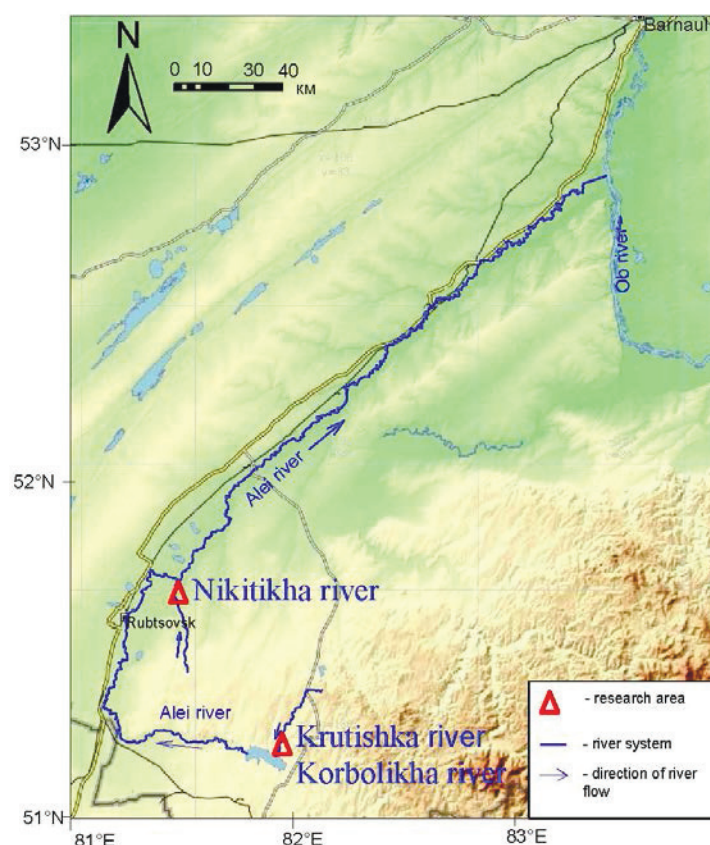 Barnaul
N
0 10 30 40
км
53°N
Ob river
52°N
Alei river
Nikitikha river
Rubtsovsk
Alei river
Krutishka river
Korbolikha river
- research area
- river system
- direction of river
flow
51°N
81°E
82°E
83°E